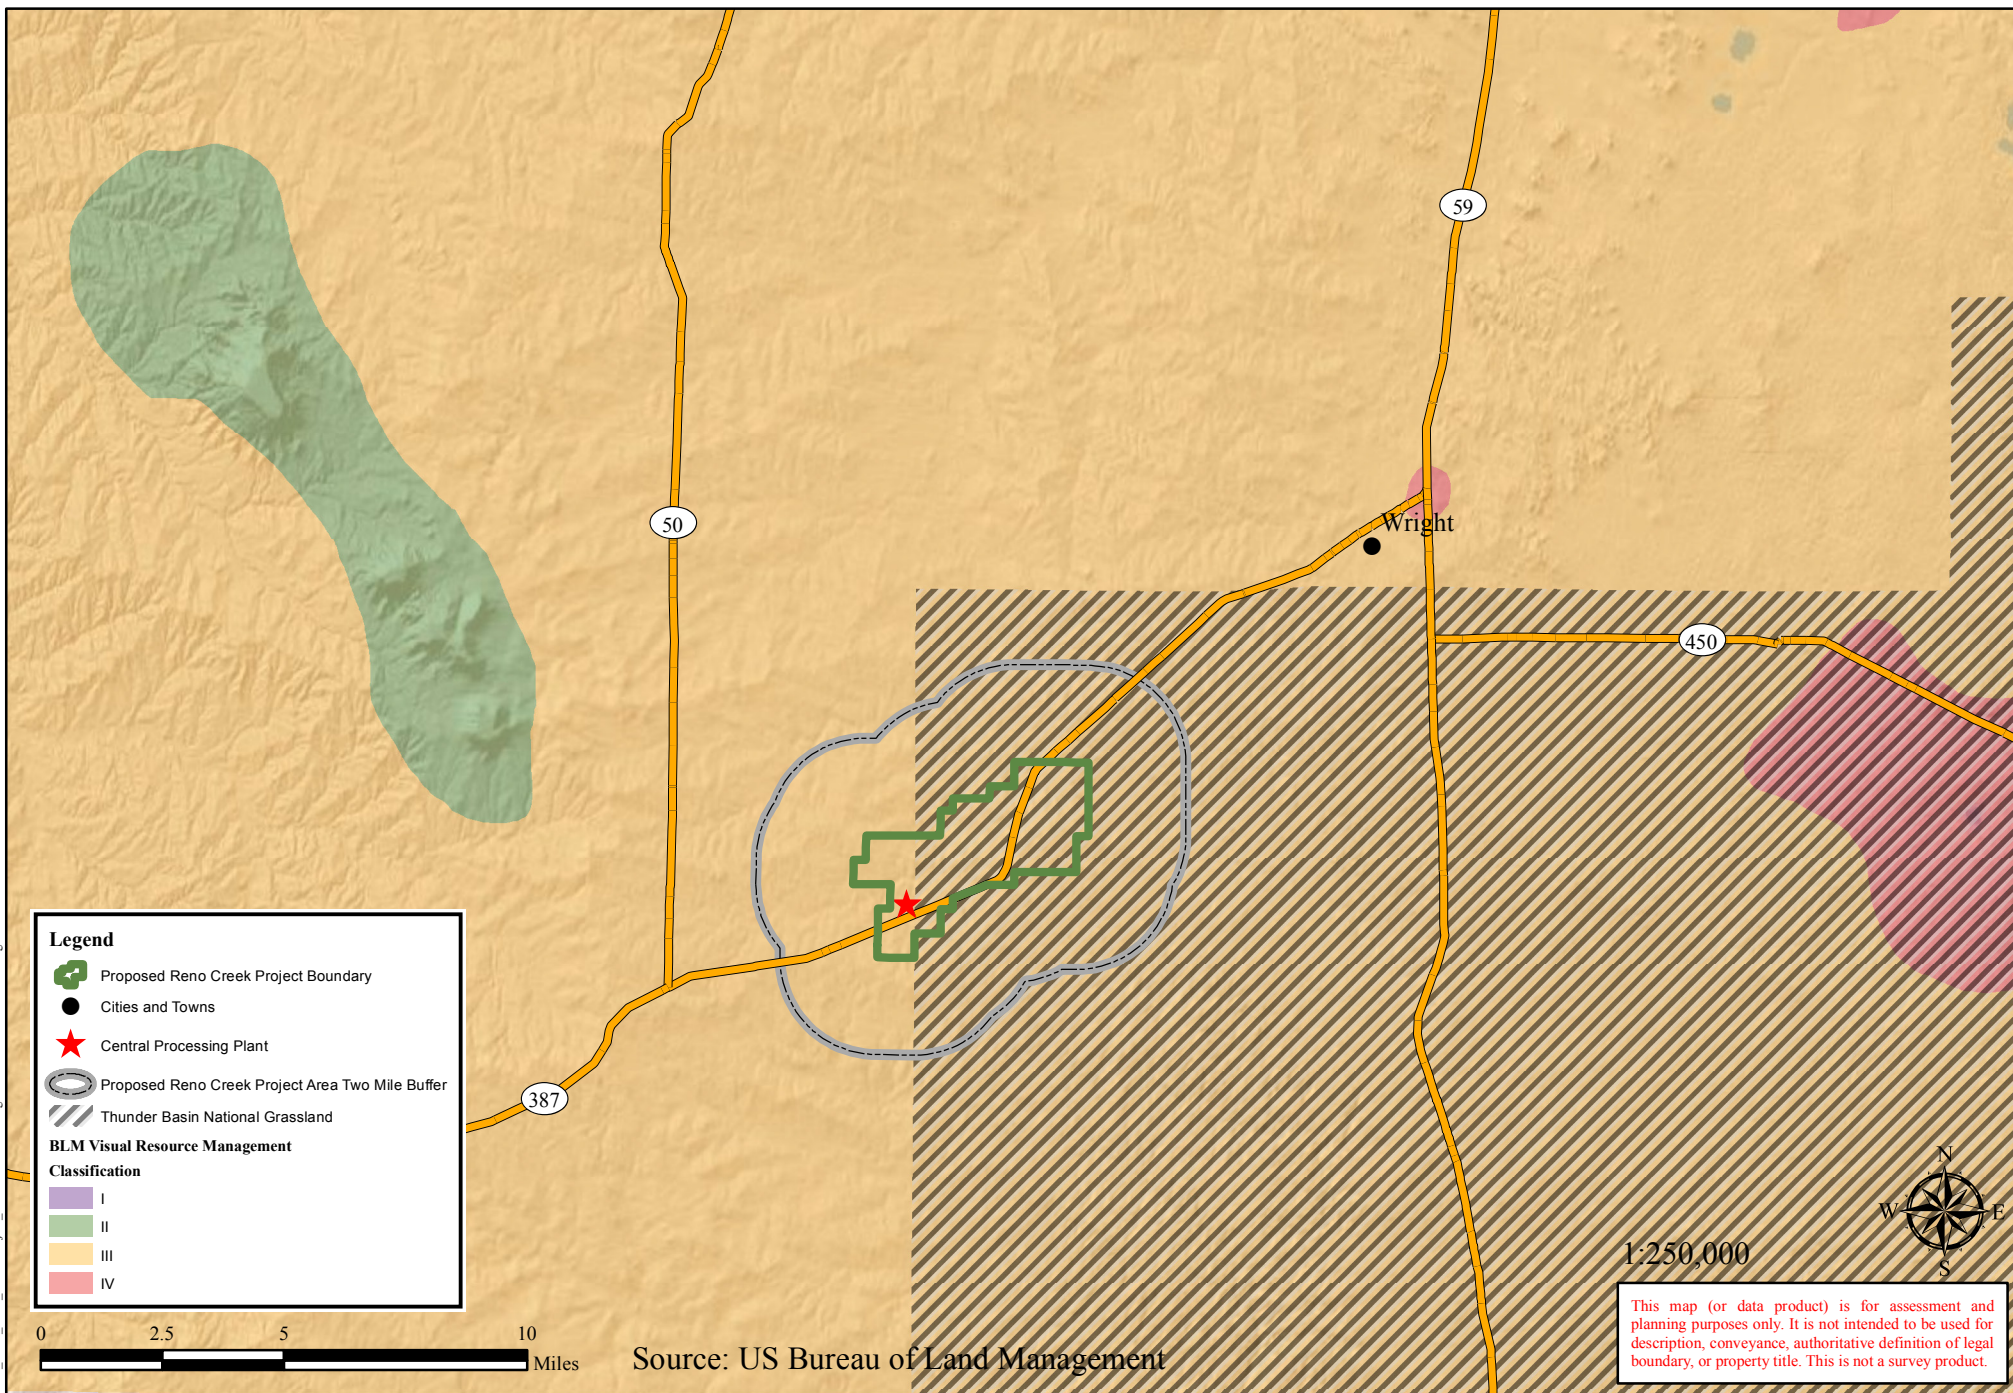 59
50
Wright
450
387
Legend
Proposed Reno Creek Project Boundary
Cities and Towns
Central Processing Plant
Proposed Reno Creek Project Area Two Mile Buffer
Thunder Basin National Grassland
BLM Visual Resource Management
Classification
I
II
III
IV
0 2.5 5 10
Miles
Source: US Bureau of Land Management
N
W E
S
1:250,000
This map (or data product) is for assessment and
planning purposes only. It is not intended to be used for
description, conveyance, authoritative definition of legal
boundary, or property title. This is not a survey product.